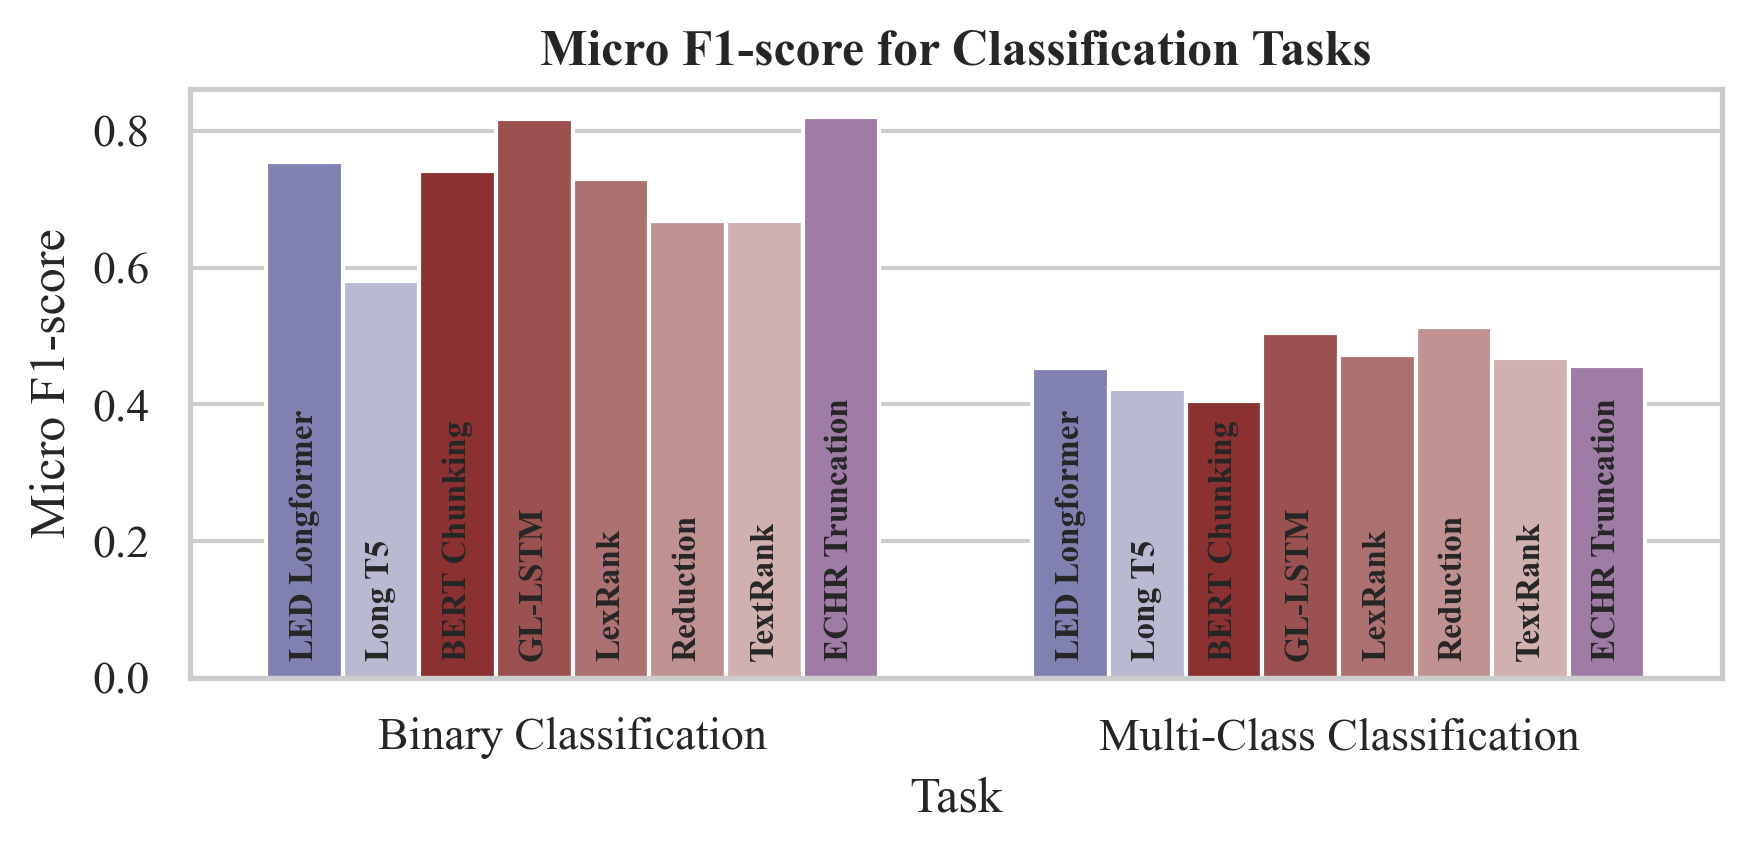 Micro F1-score for Classification Tasks
Micro F1-score
0.8
0.6
0.4
0.2
0.0
LED Longformer
Long T5
BERT Chunking
GL-LSTM
LexRank
Reduction
TextRank
ECHR Truncation
LED Longformer
Long T5
BERT Chunking
GL-LSTM
LexRank
Reduction
TextRank
ECHR Truncation
Binary Classification
Multi-Class Classification
Task